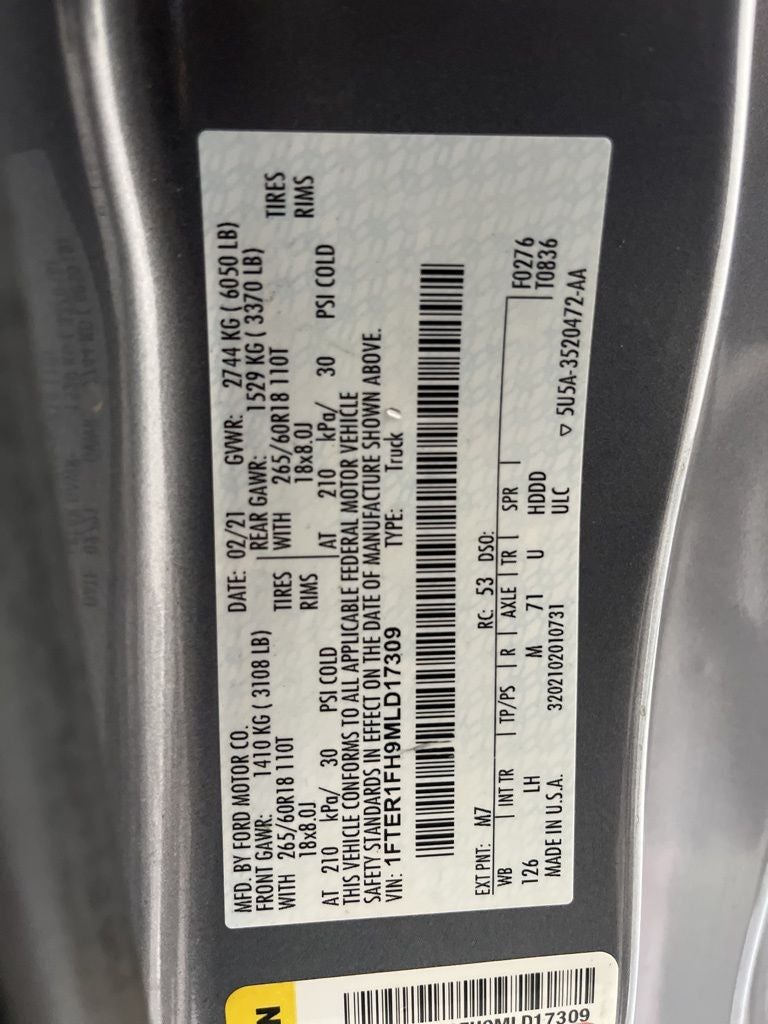 MFD. BY FORD MOTOR CO.
DATE: 02/21 GVWR: 2744 KG ( 6050 LB)
FRONT GAWR: 1410 KG ( 3108 LB) REAR GAWR: 1529 KG ( 3370 LB)
WITH 265/60R18 110T TIRES WITH 265/60R18 110T TIRES
18x8.0J RIMS 18x8.0J RIMS
AT 210 kPa/ 30 PSI COLD AT 210 kPa/ 30 PSI COLD
THIS VEHICLE CONFORMS TO ALL APPLICABLE FEDERAL MOTOR VEHICLE
SAFETY STANDARDS IN EFFECT ON THE DATE OF MANUFACTURE SHOWN ABOVE.
VIN: 1FTER1FH9MLD17309 TYPE: Truck
EXT PNT: M7 RC: 53 DSO:
WB INT TR TP/PS R AXLE TR SPR F0276
126 LH M 71 U HDDD T0836
MADE IN U.S.A. 3202102010731 ULC ▽ 5U5A-3520472-AA
N
MLD17309